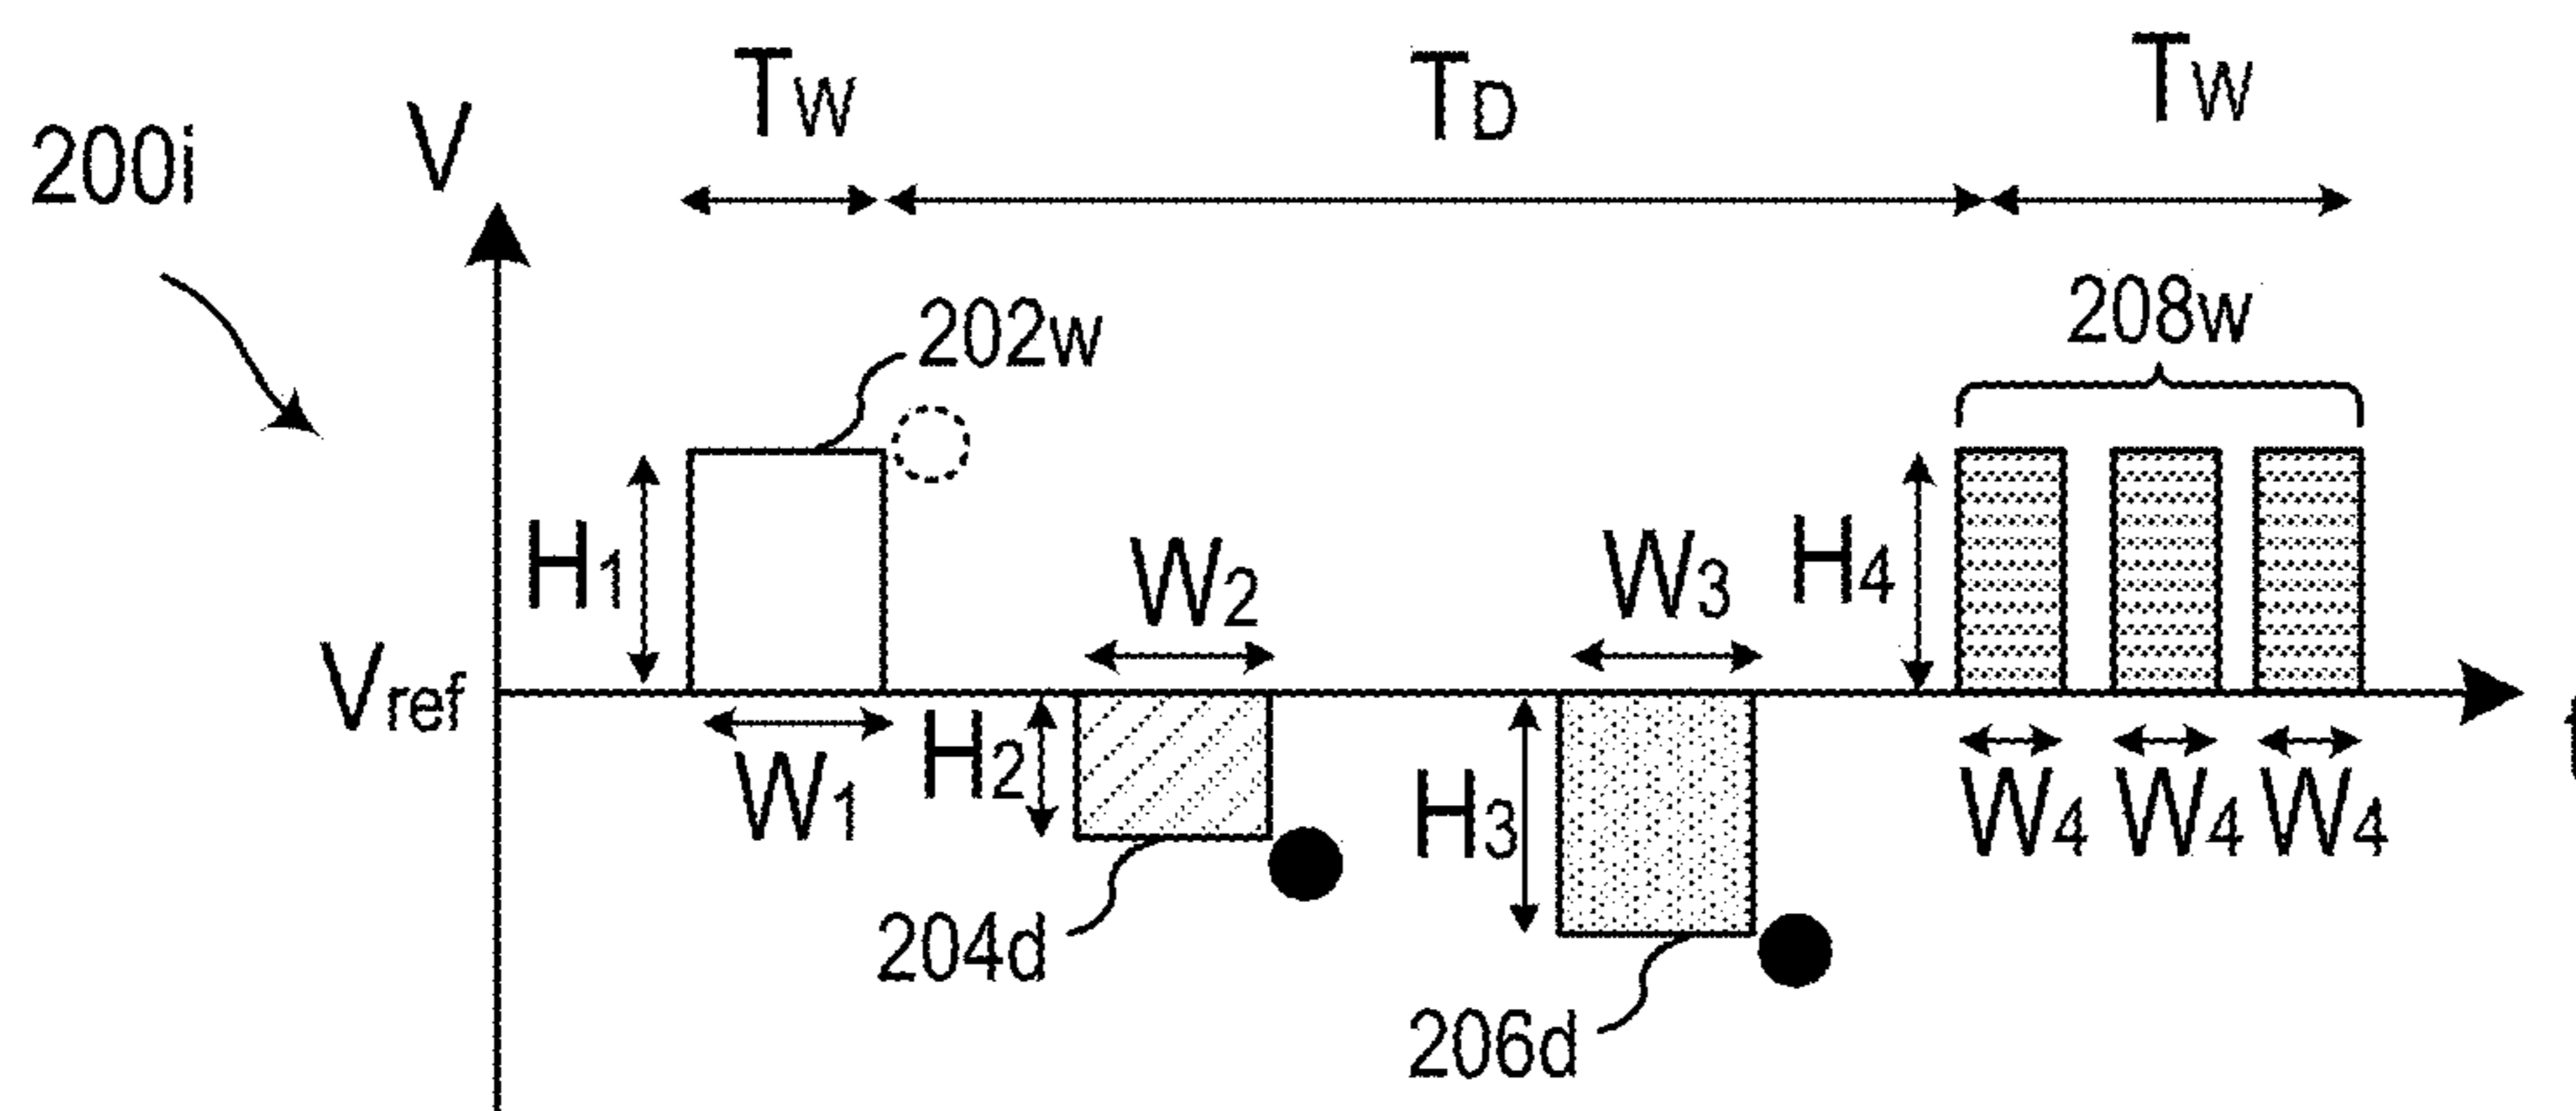 TW TD TW
200i V
208w
202w
H1 W2 W3 H4
Vref
W1 H2 H3 W4 W4 W4
204d
206d